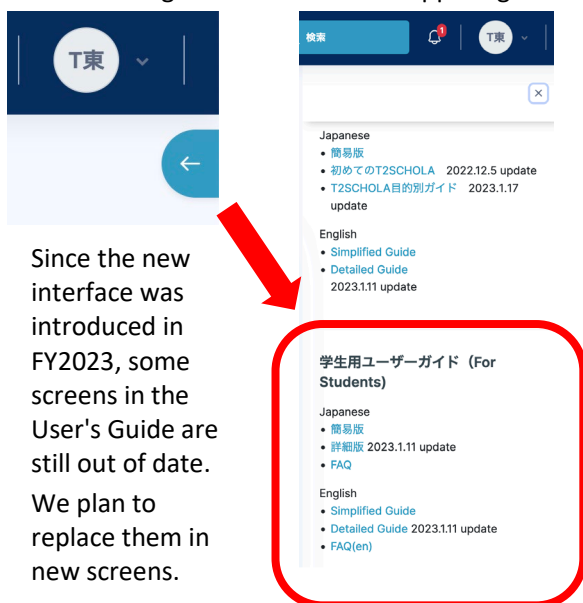 T東
←
Since the new
interface was
introduced in
FY2023, some
screens in the
User's Guide are
still out of date.
We plan to
replace them in
new screens.
検索
1
T東
×
Japanese
• 簡易版
• 初めてのT2SCHOLA 2022.12.5 update
• T2SCHOLA目的別ガイド 2023.1.17
update
English
• Simplified Guide
• Detailed Guide
2023.1.11 update
学生用ユーザーガイド（For
Students)
Japanese
• 簡易版
• 詳細版 2023.1.11 update
• FAQ
English
• Simplified Guide
• Detailed Guide 2023.1.11 update
• FAQ(en)